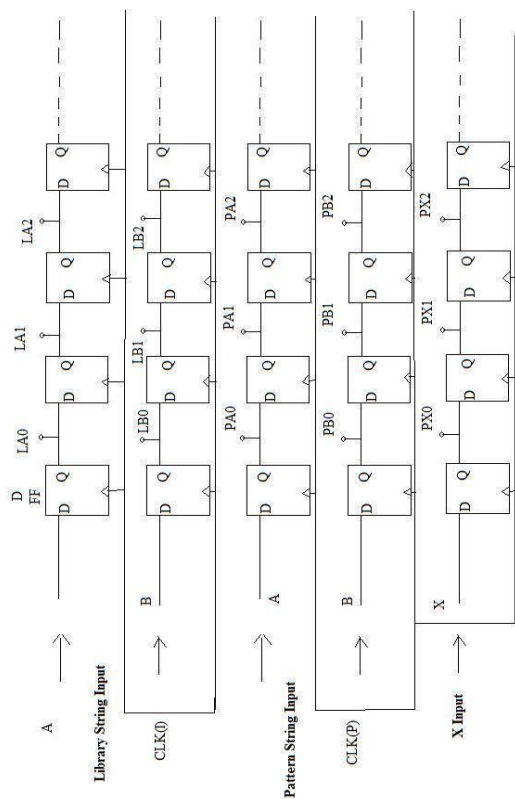 D
FF
LA0 LA1 LA2
A
D Q D Q D Q D Q
Library String Input
LB0 LB1 LB2
B
CLK(I)
D Q D Q D Q D Q
PA0 PA1 PA2
D Q D Q D Q D Q
A
Pattern String Input
PB0 PB1 PB2
B
CLK(P)
D Q D Q D Q D Q
PX0 PX1 PX2
X
D Q D Q D Q D Q
X Input